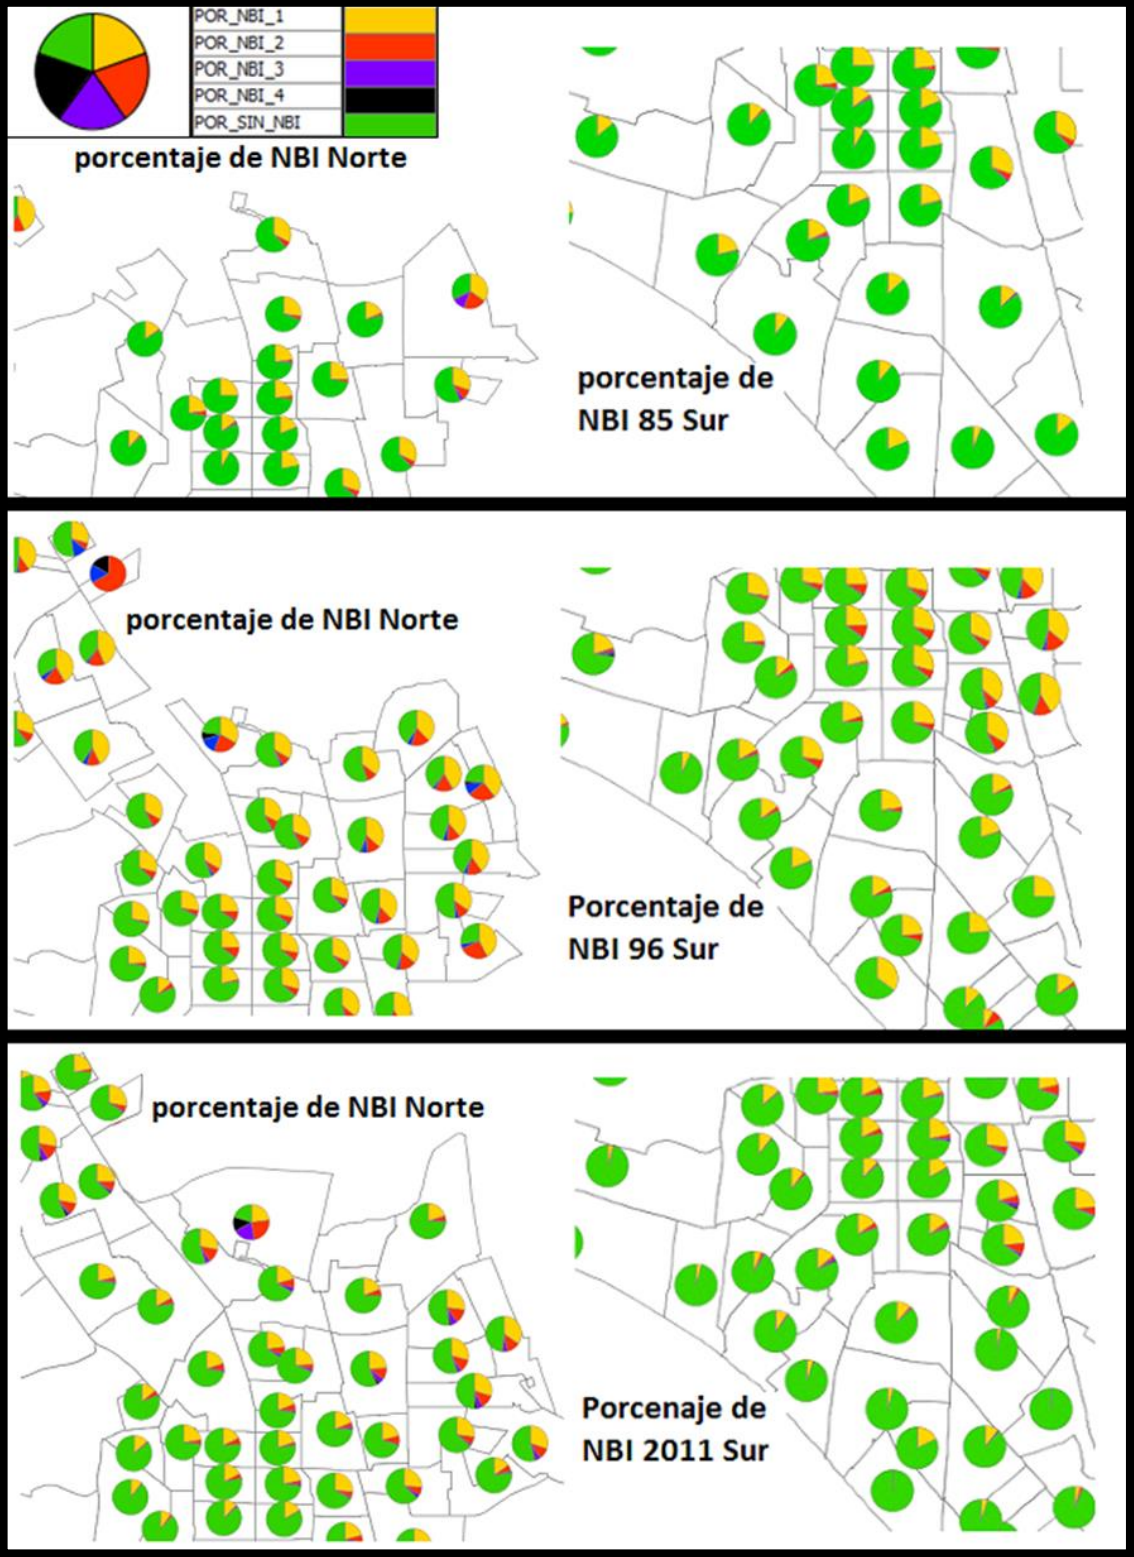 POR_NBI_1
POR_NBI_2
POR_NBI_3
POR_NBI_4
POR_SIN_NBI
porcentaje de NBI Norte
porcentaje de
NBI 85 Sur
porcentaje de NBI Norte
Porcentaje de
NBI 96 Sur
porcentaje de NBI Norte
Porcenaje de
NBI 2011 Sur